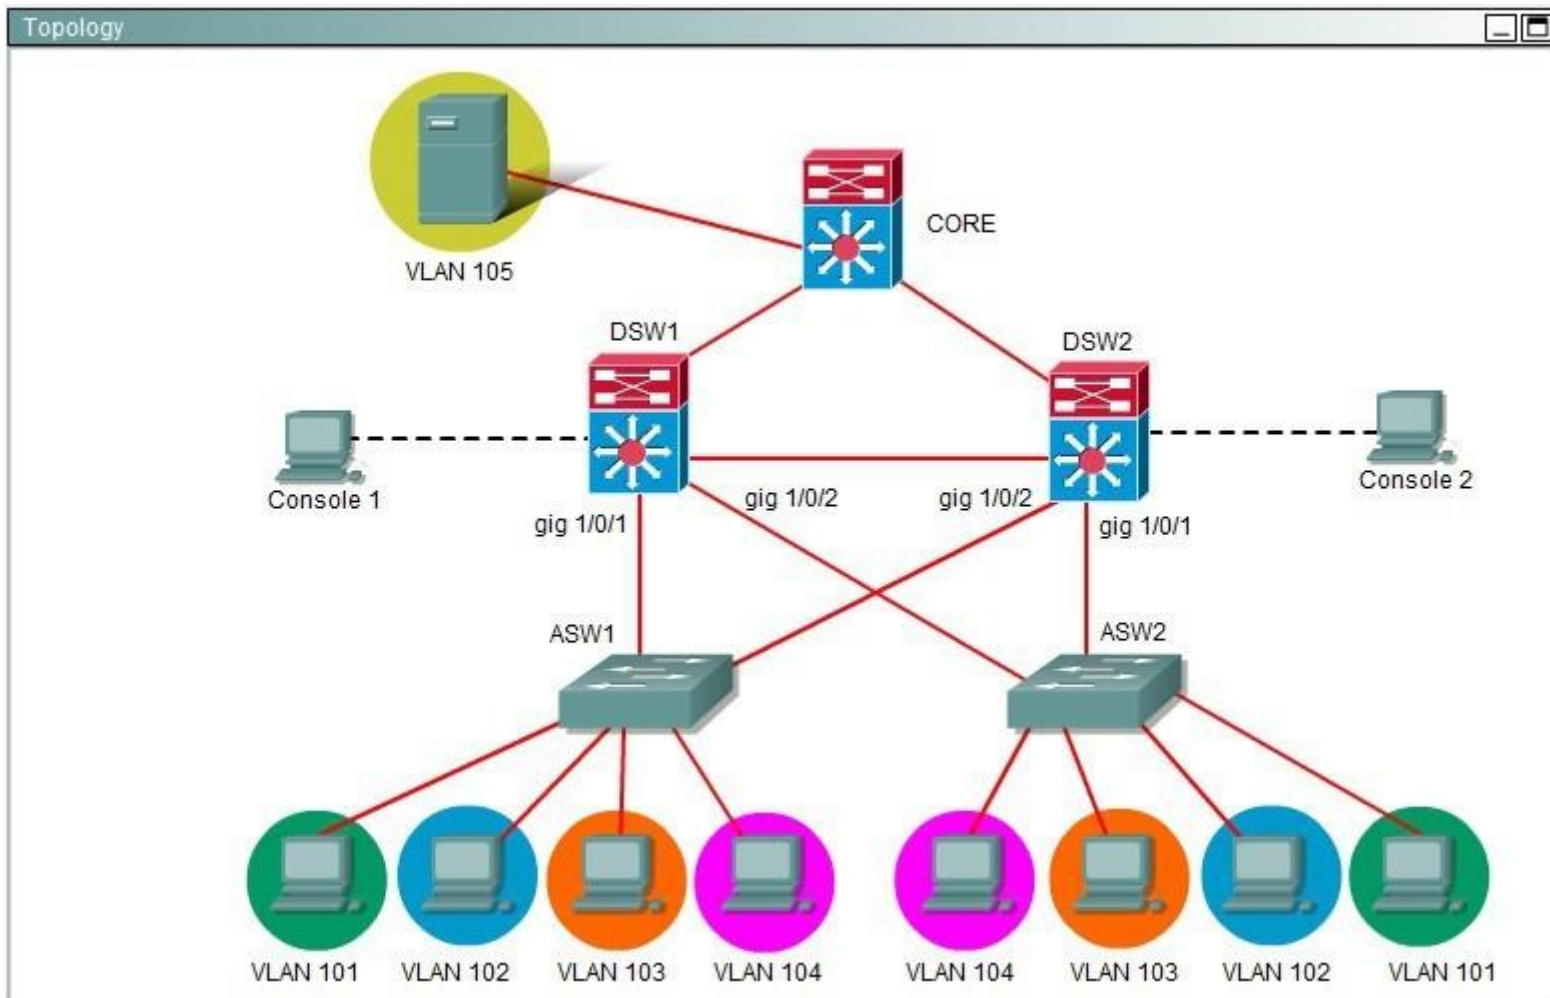 Topology
VLAN 105
CORE
DSW1
DSW2
Console 1
Console 2
gig 1/0/2
gig 1/0/2
gig 1/0/1
gig 1/0/1
ASW1
ASW2
VLAN 101
VLAN 102
VLAN 103
VLAN 104
VLAN 104
VLAN 103
VLAN 102
VLAN 101